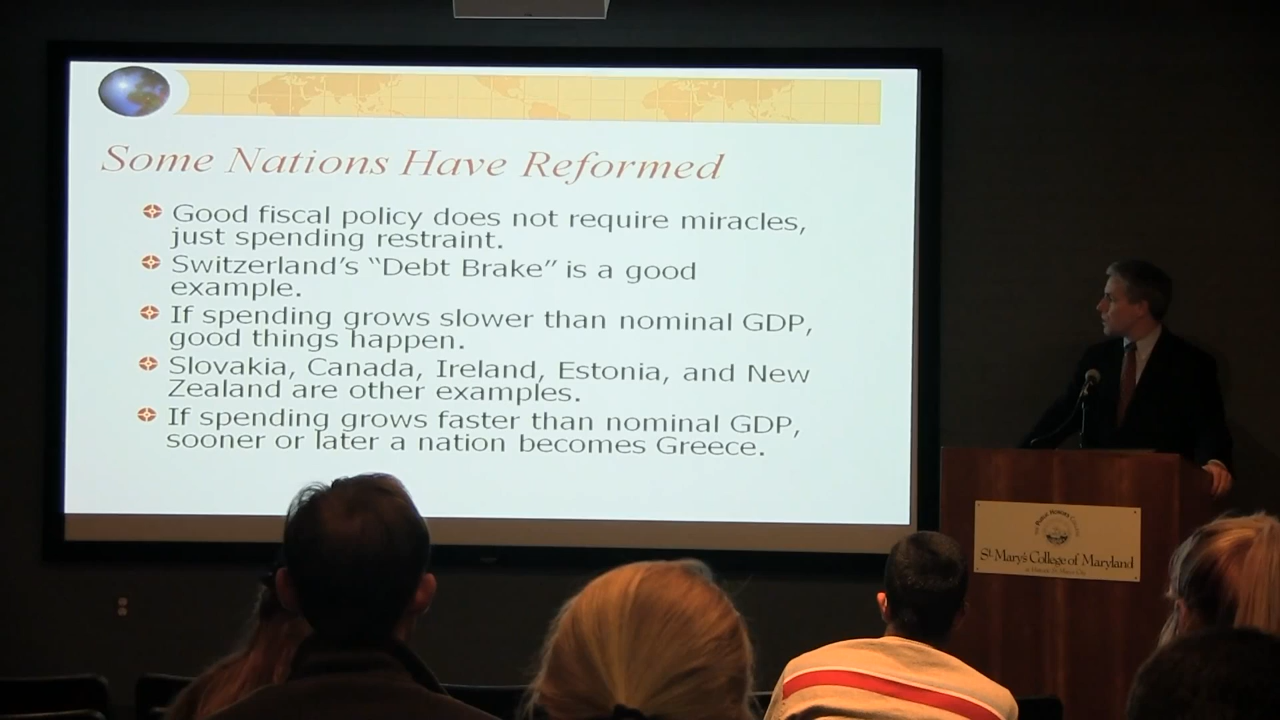 Some Nations Have Reformed
Good fiscal policy does not require miracles,
just spending restraint.
Switzerland's “Debt Brake” is a good
example.
If spending grows slower than nominal GDP,
good things happen.
Slovakia, Canada, Ireland, Estonia, and New
Zealand are other examples.
If spending grows faster than nominal GDP,
sooner or later a nation becomes Greece.
St. Mary's College of Maryland